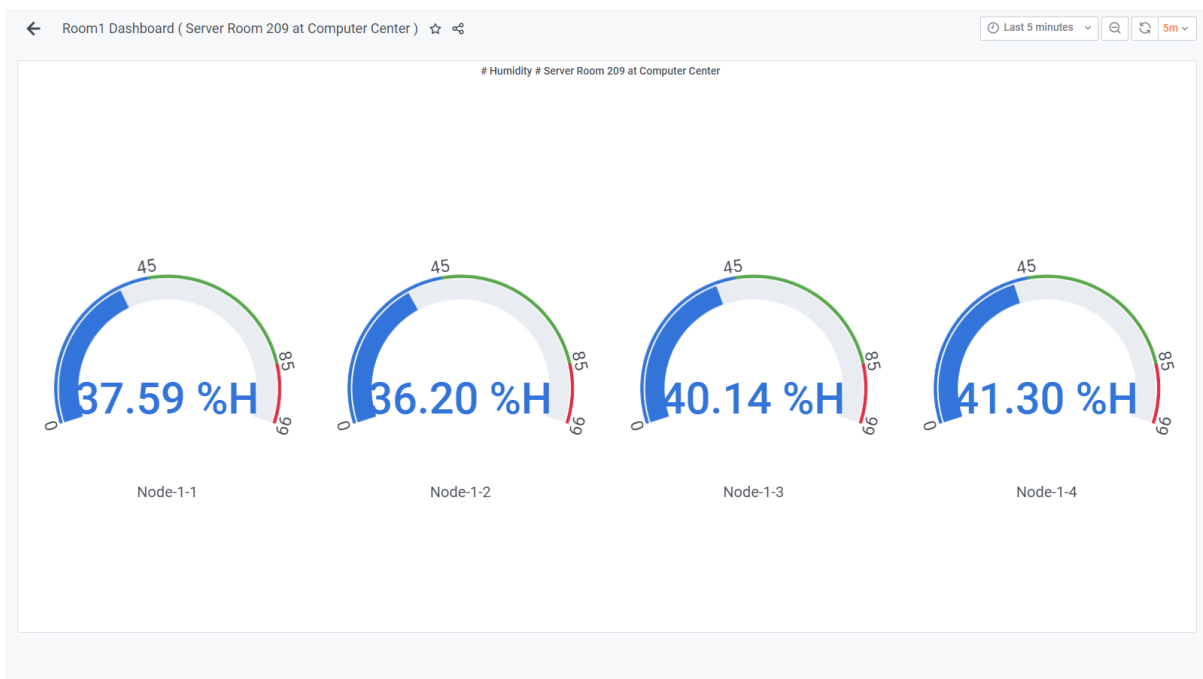 Room1 Dashboard ( Server Room 209 at Computer Center )
Last 5 minutes
5m
# Humidity # Server Room 209 at Computer Center
45
85
0
99
37.59 %H
Node-1-1
45
85
0
99
36.20 %H
Node-1-2
45
85
0
99
40.14 %H
Node-1-3
45
85
0
99
41.30 %H
Node-1-4